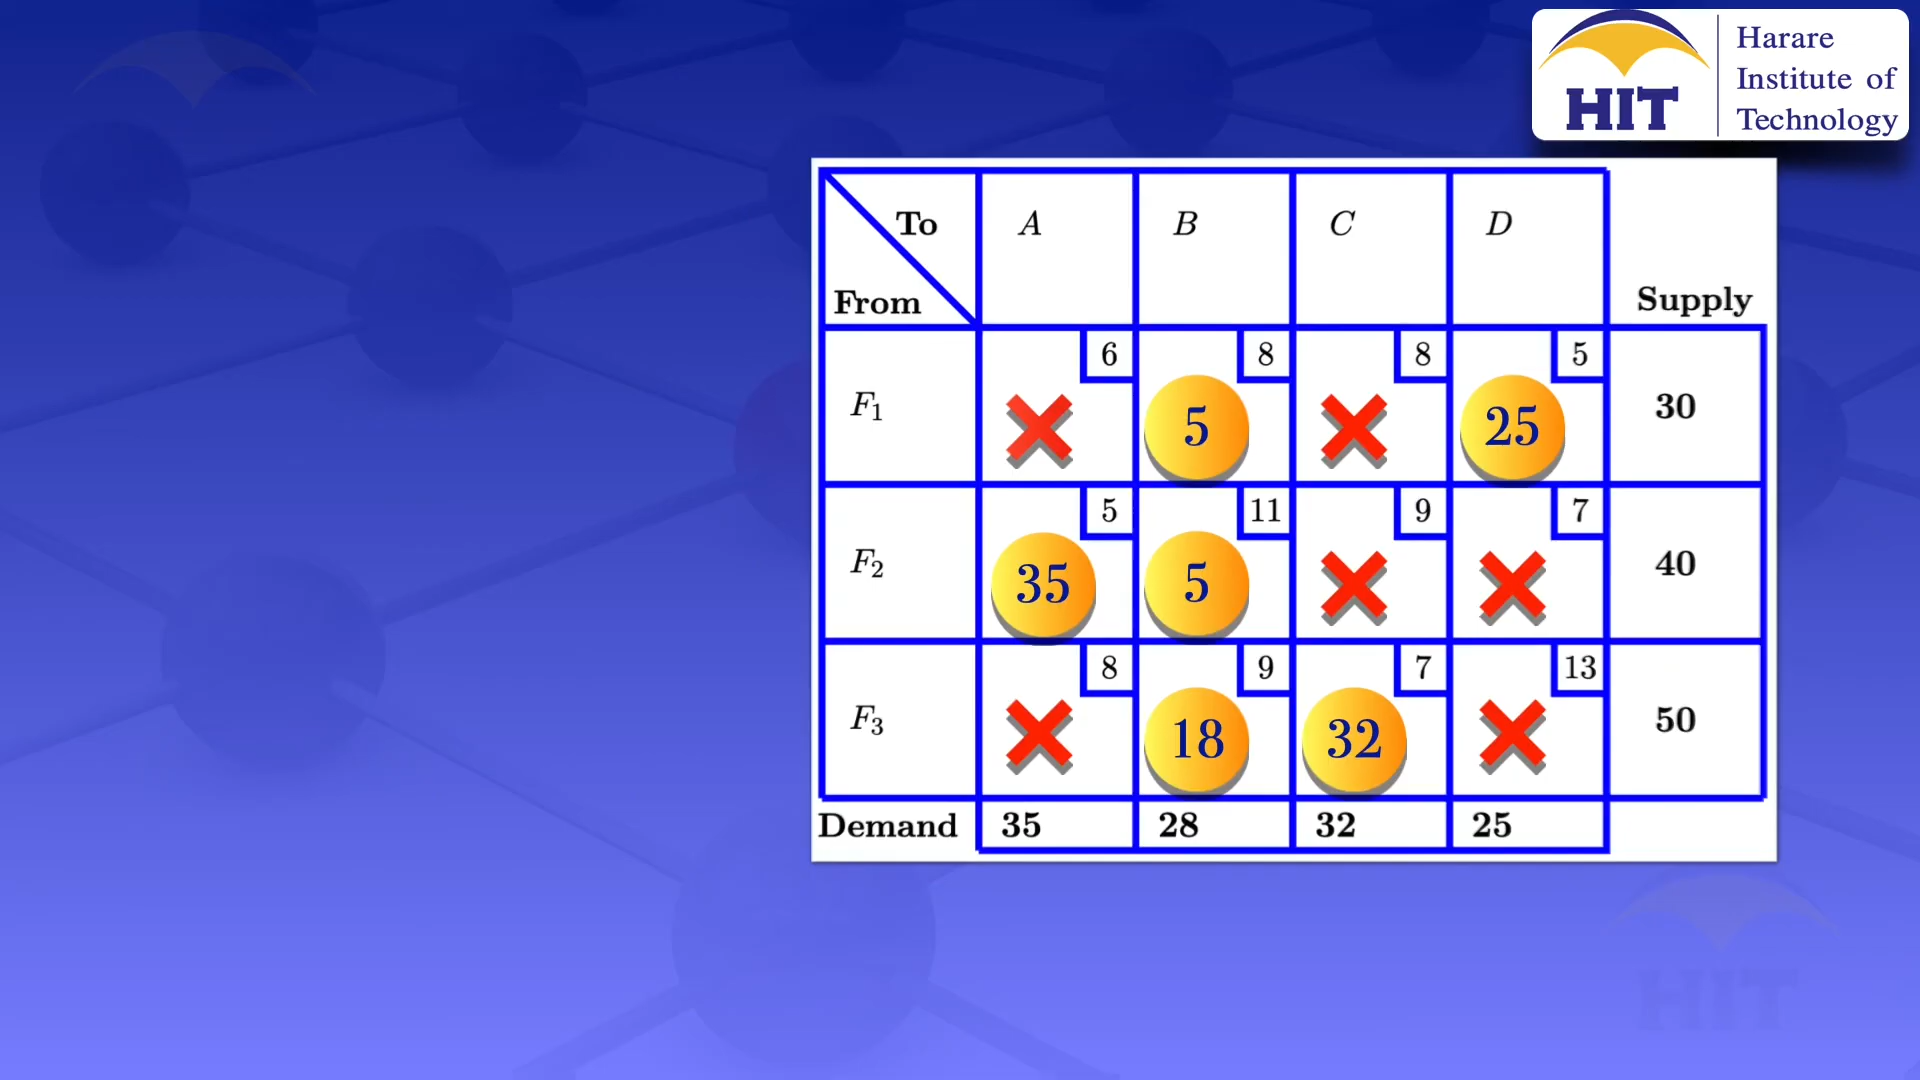 Harare
Institute of
Technology
HIT
To A B C D
From Supply
6 8 8 5
F₁ 5 25 30
5 11 9 7
F₂ 35 5 40
8 9 7 13
F₃ 18 32 50
Demand 35 28 32 25
HIT